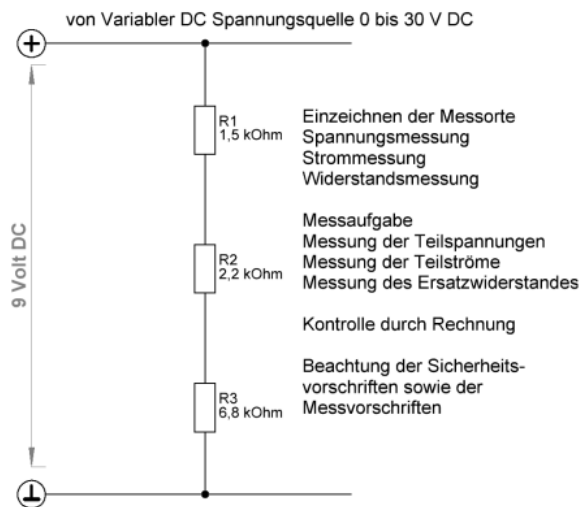 von Variabler DC Spannungsquelle 0 bis 30 V DC
+
9 Volt DC
R1
1,5 kOhm
Einzeichnen der Messorte
Spannungsmessung
Strommessung
Widerstandsmessung
Messaufgabe
Messung der Teilspannungen
Messung der Teilströme
Messung des Ersatzwiderstandes
R2
2,2 kOhm
Kontrolle durch Rechnung
Beachtung der Sicherheits-
vorschriften sowie der
Messvorschriften
R3
6,8 kOhm